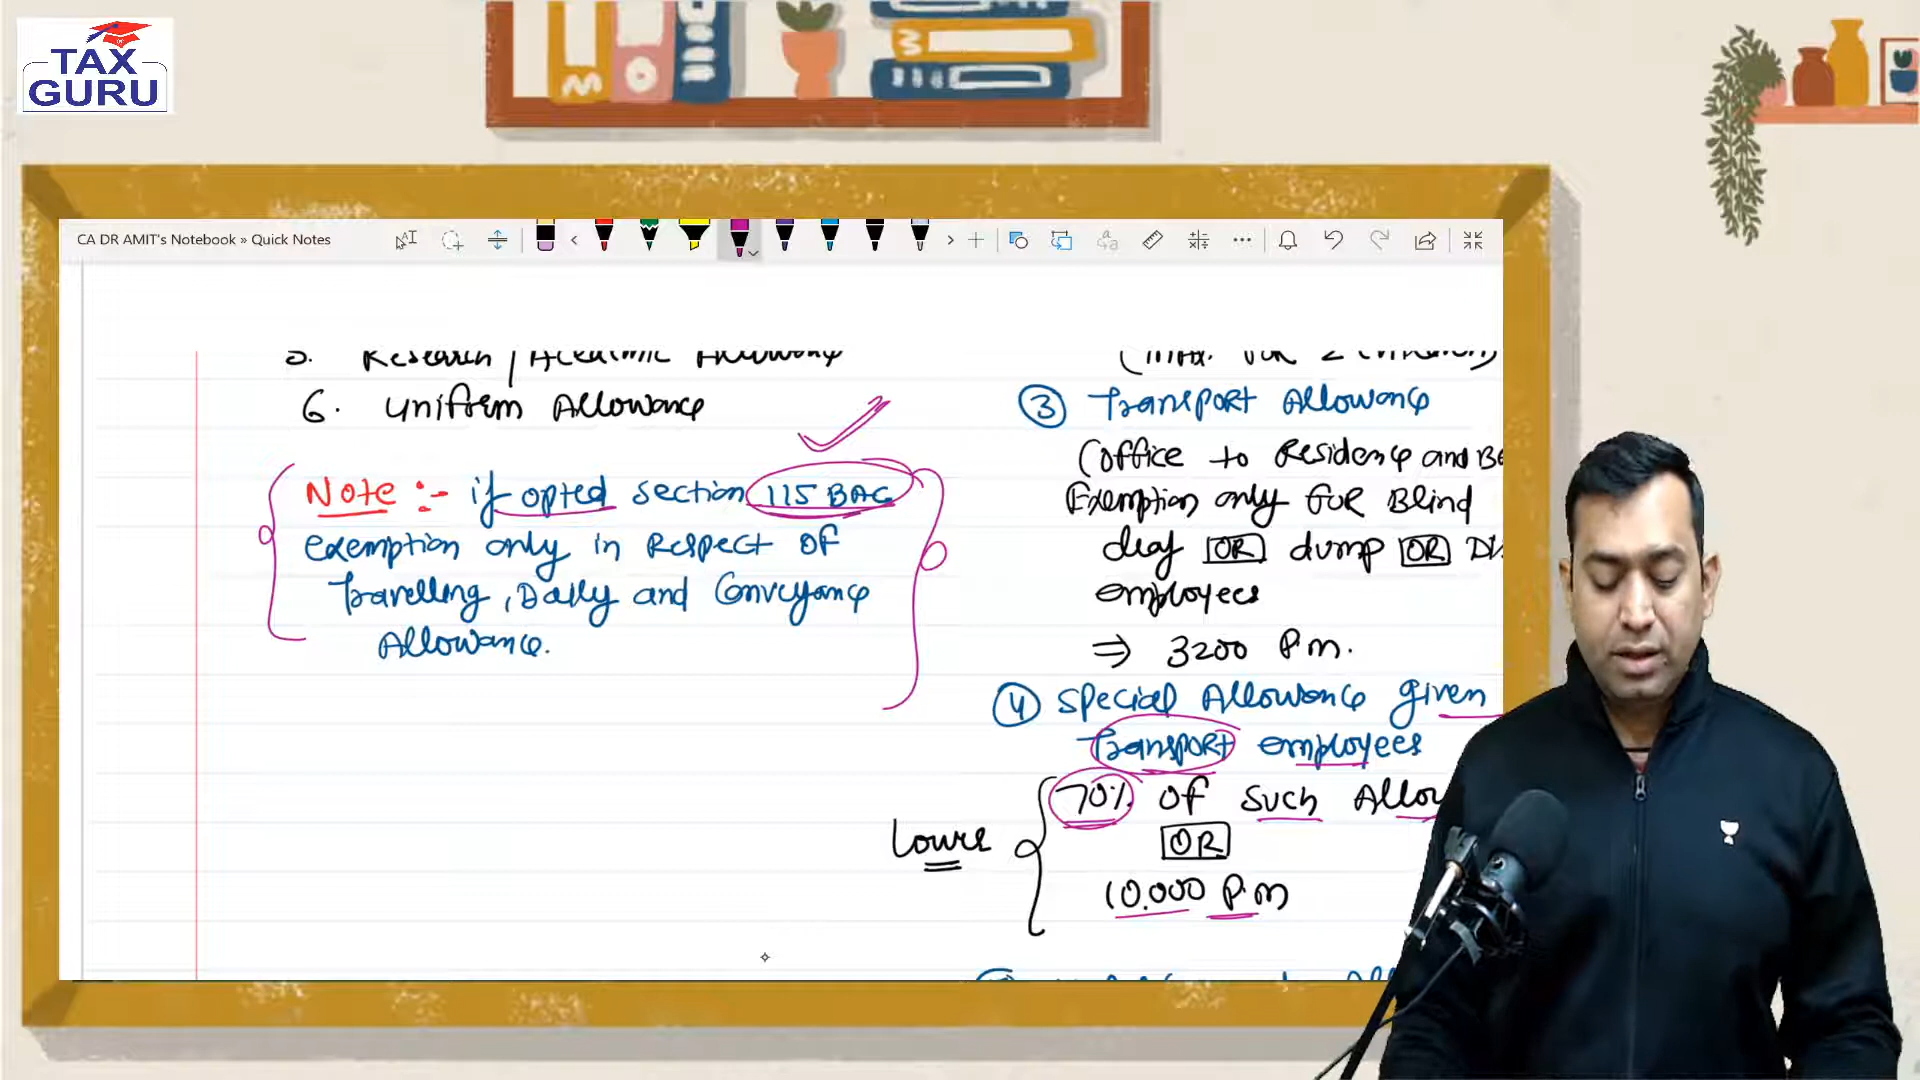 TAX
GURU
CA DR AMIT's Notebook » Quick Notes
6. Uniform Allowance
Note :- if opted section 115 BAC
exemption only in Respect OF
Travelling, Daily and Conveyance
Allowance.
3 Transport Allowance
(office to Residence and
Exemption only FOR Blind
deaf OR dump OR
employees
⇒ 3200 P.m.
4 Special Allowance given
Transport employees
70% OF Such
Lower
OR
10.000 P.m